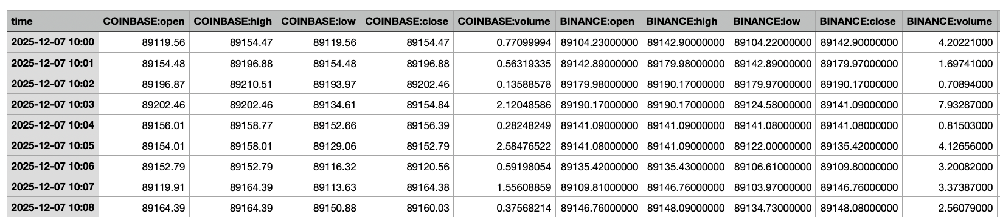 time COINBASE:open COINBASE:high COINBASE:low COINBASE:close COINBASE:volume BINANCE:open BINANCE:high BINANCE:low BINANCE:close BINANCE:volume
2025-12-07 10:00 89119.56 89154.47 89119.56 89154.47 0.77099994 89104.23000000 89142.90000000 89104.22000000 89142.90000000 4.20221000
2025-12-07 10:01 89154.48 89196.88 89154.48 89196.88 0.56319335 89142.89000000 89179.98000000 89142.89000000 89179.97000000 1.69741000
2025-12-07 10:02 89196.87 89210.51 89193.97 89202.46 0.13588578 89179.98000000 89190.17000000 89179.97000000 89190.17000000 0.70894000
2025-12-07 10:03 89202.46 89202.46 89134.61 89154.84 2.12048586 89190.17000000 89190.17000000 89124.58000000 89141.09000000 7.93287000
2025-12-07 10:04 89156.01 89158.77 89152.66 89156.39 0.28248249 89141.09000000 89141.09000000 89141.08000000 89141.08000000 0.81503000
2025-12-07 10:05 89154.01 89158.01 89129.06 89152.79 2.58476522 89141.08000000 89141.09000000 89122.00000000 89135.42000000 4.12656000
2025-12-07 10:06 89152.79 89152.79 89116.32 89120.56 0.59198054 89135.42000000 89135.43000000 89106.61000000 89109.80000000 3.20082000
2025-12-07 10:07 89119.91 89164.39 89113.63 89164.38 1.55608859 89109.81000000 89146.76000000 89103.97000000 89146.76000000 3.37387000
2025-12-07 10:08 89164.39 89164.39 89150.88 89160.03 0.37568214 89146.76000000 89148.09000000 89134.73000000 89148.08000000 2.56079000